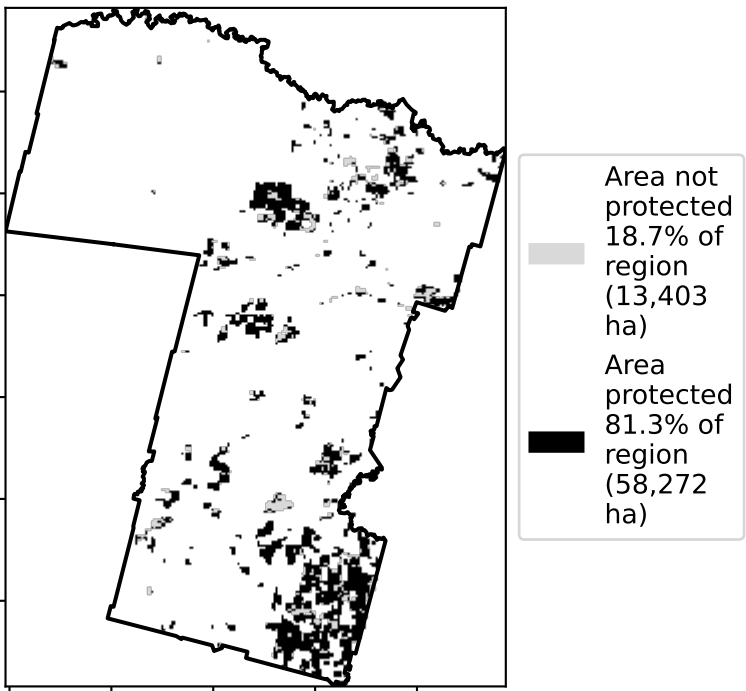 Area not
protected
18.7% of
region
(13,403
ha)
Area
protected
81.3% of
region
(58,272
ha)